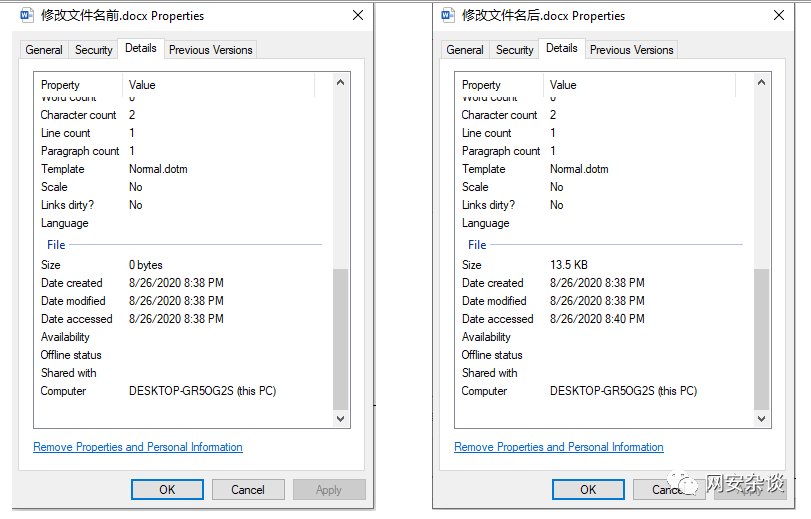 修改文件名前.docx Properties
General Security Details Previous Versions
Property Value
Word count 0
Character count 2
Line count 1
Paragraph count 1
Template Normal.dotm
Scale No
Links dirty? No
Language
File
Size 0 bytes
Date created 8/26/2020 8:38 PM
Date modified 8/26/2020 8:38 PM
Date accessed 8/26/2020 8:38 PM
Availability
Offline status
Shared with
Computer DESKTOP-GR5OG2S (this PC)
Remove Properties and Personal Information
OK Cancel Apply
修改文件名后.docx Properties
General Security Details Previous Versions
Property Value
Word count 0
Character count 2
Line count 1
Paragraph count 1
Template Normal.dotm
Scale No
Links dirty? No
Language
File
Size 13.5 KB
Date created 8/26/2020 8:38 PM
Date modified 8/26/2020 8:38 PM
Date accessed 8/26/2020 8:40 PM
Availability
Offline status
Shared with
Computer DESKTOP-GR5OG2S (this PC)
Remove Properties and Personal Information
OK Cancel
网安杂谈